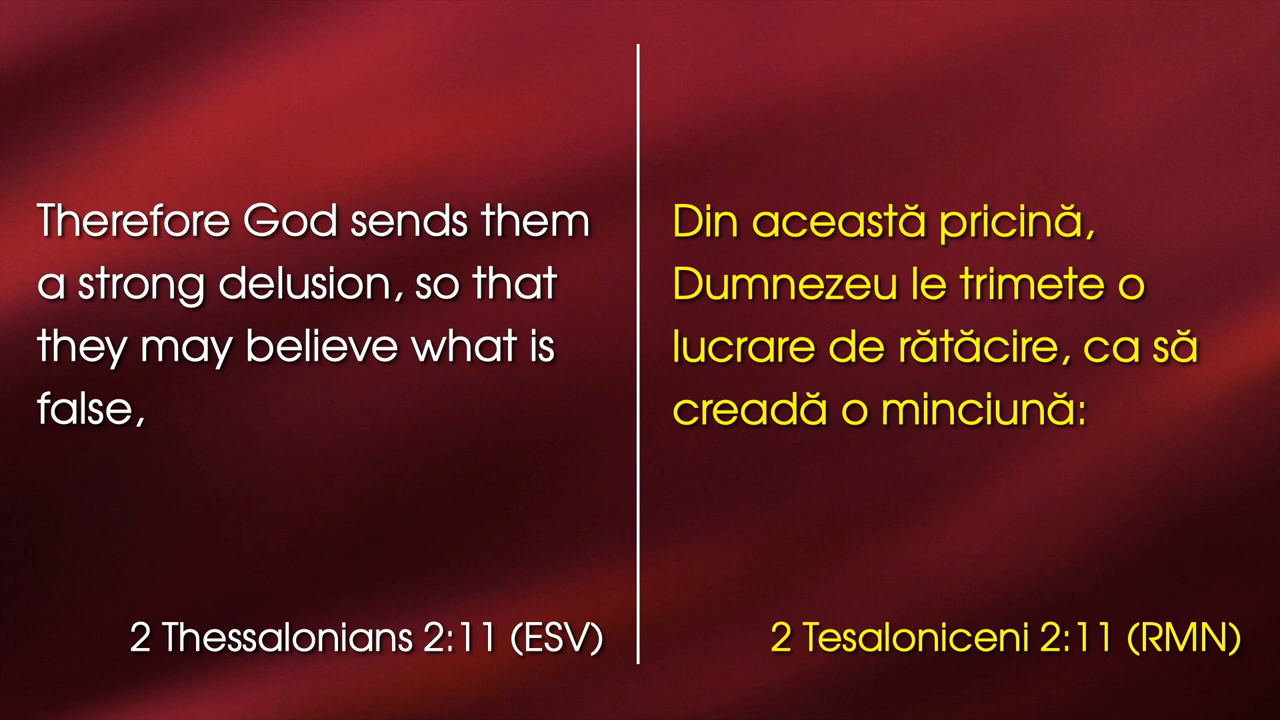 Therefore God sends them
a strong delusion, so that
they may believe what is
false,
2 Thessalonians 2:11 (ESV)
Din această pricină,
Dumnezeu le trimete o
lucrare de rătăcire, ca să
creadă o minciună:
2 Tesaloniceni 2:11 (RMN)